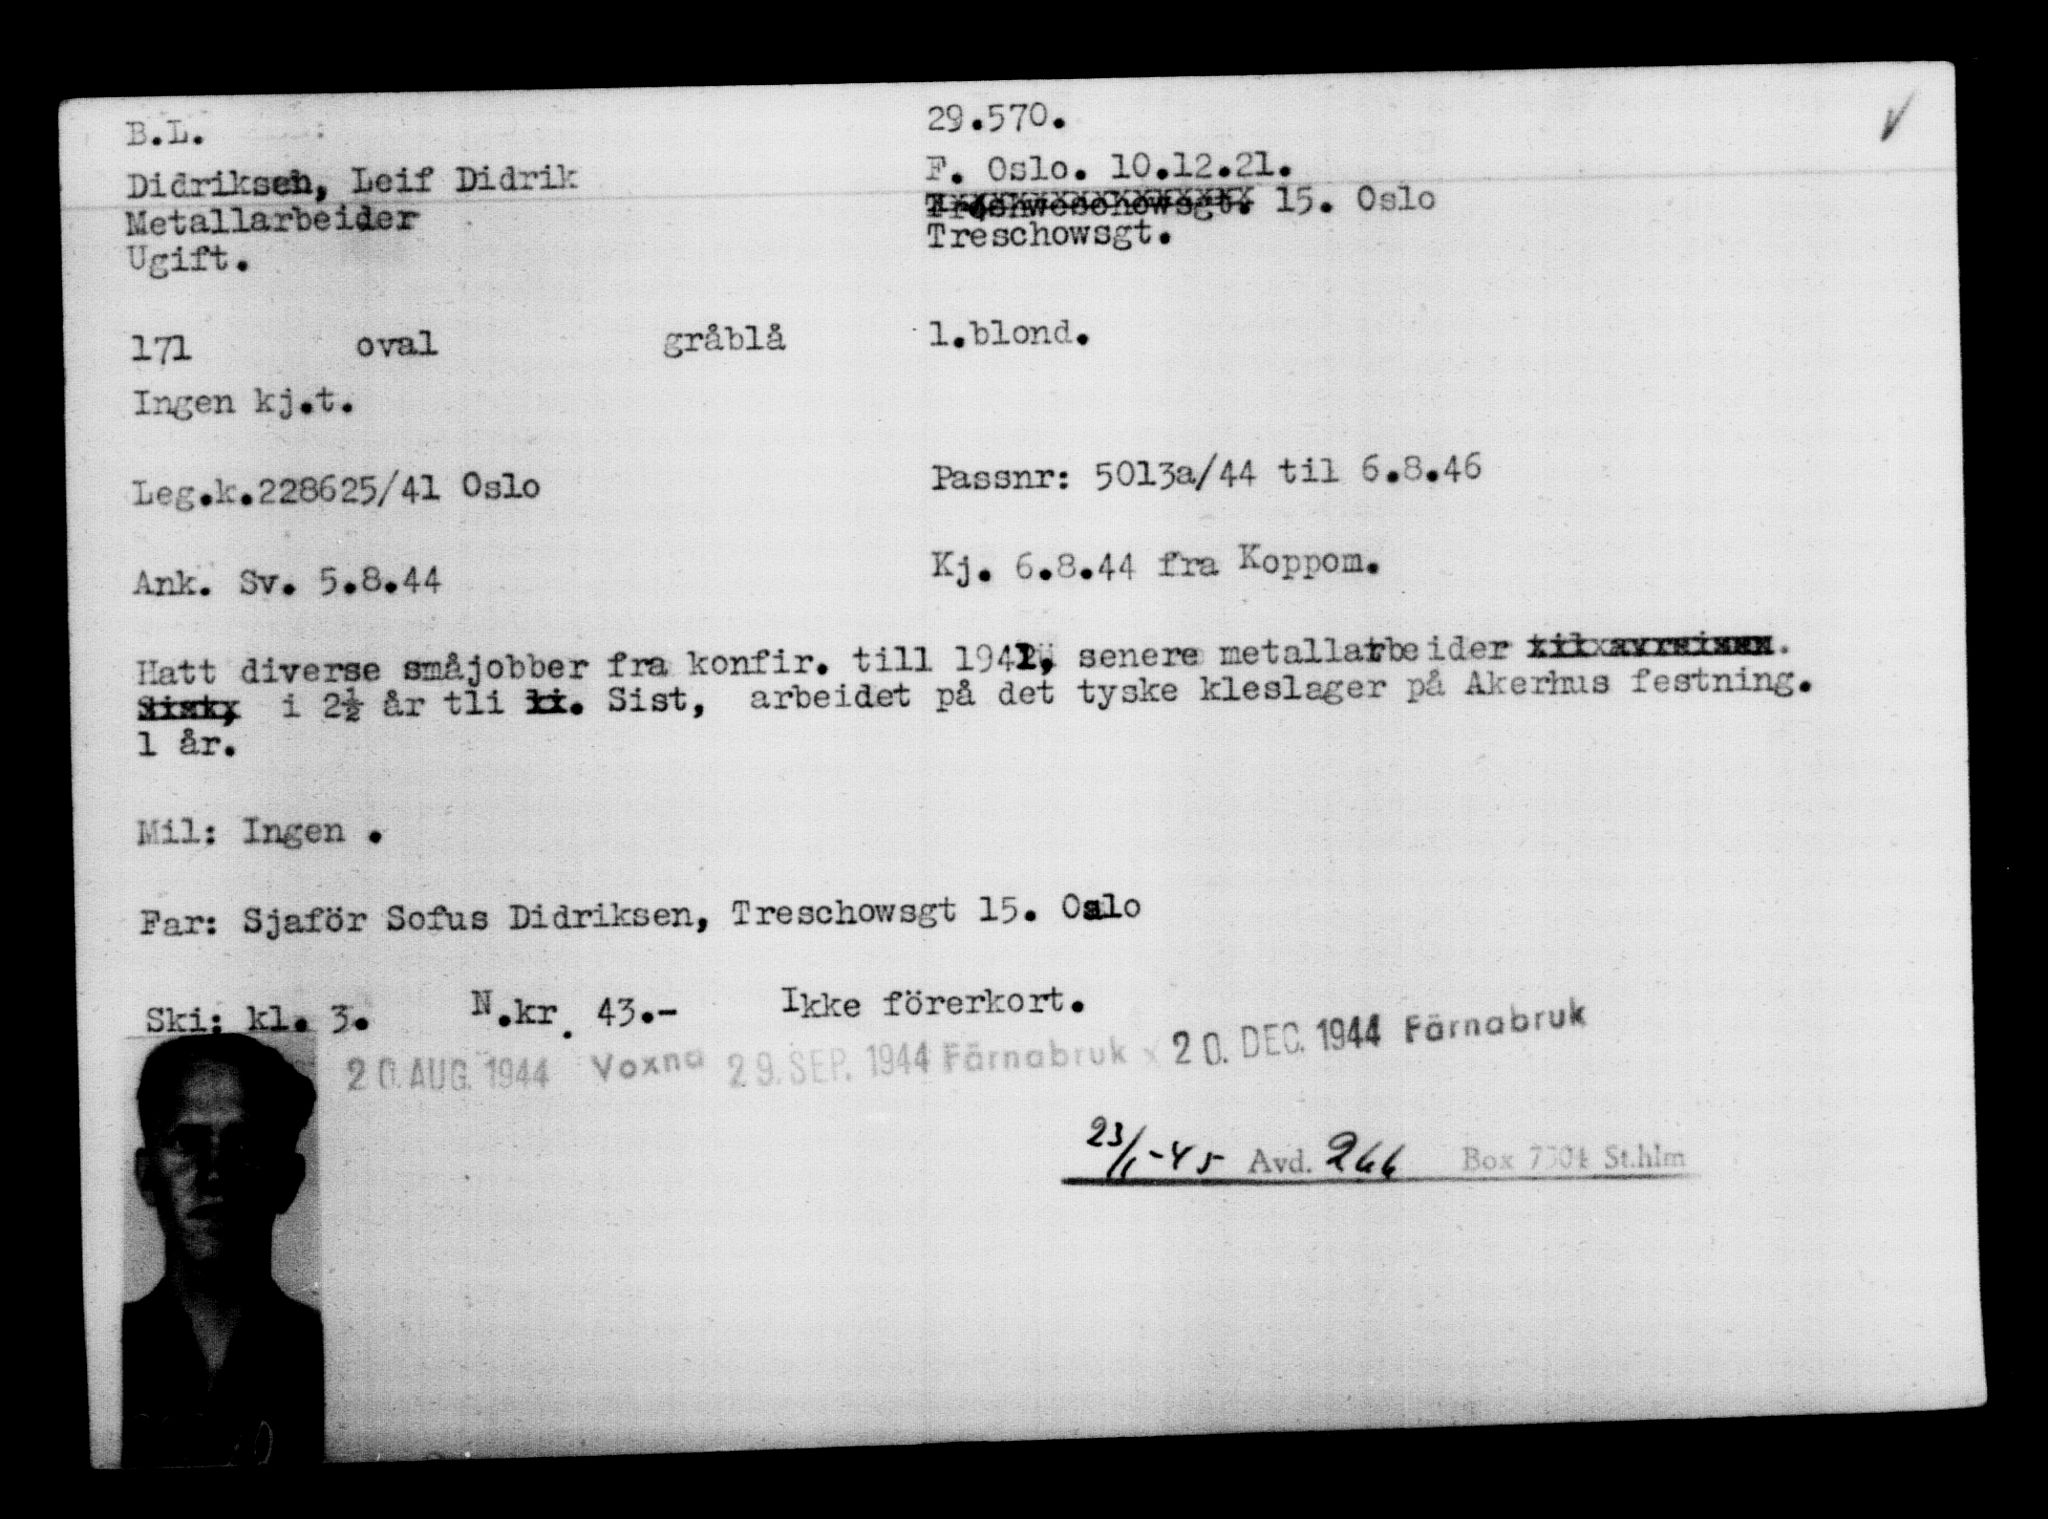 B.L. 29.570.
Didriksen, Leif Didrik F. Oslo. 10.12.21.
Metallarbeider 15. Oslo
Treschowsgt.
Ugift.
171 oval gråblå l.blond.
Ingen kj.t.
Leg.k.228625/41 Oslo Passnr: 5013a/44 til 6.8.46
Ank. Sv. 5.8.44 Kj. 6.8.44 fra Koppom.
Hatt diverse småjobber fra konfir. till 1941, senere metallarbeider
i 2½ år tli Sist, arbeidet på det tyske kleslager på Akerhus festning.
1 år.
Mil: Ingen .
Far: Sjaför Sofus Didriksen, Treschowsgt 15. Oslo
Ski: kl. 3. N.kr. 43.- Ikke förerkort.
20. AUG. 1944 Voxna 29. SEP. 1944 Färnabruk x 20. DEC. 1944 Färnabruk
23/1-45 Avd. 266 Box 7304 St.hlm